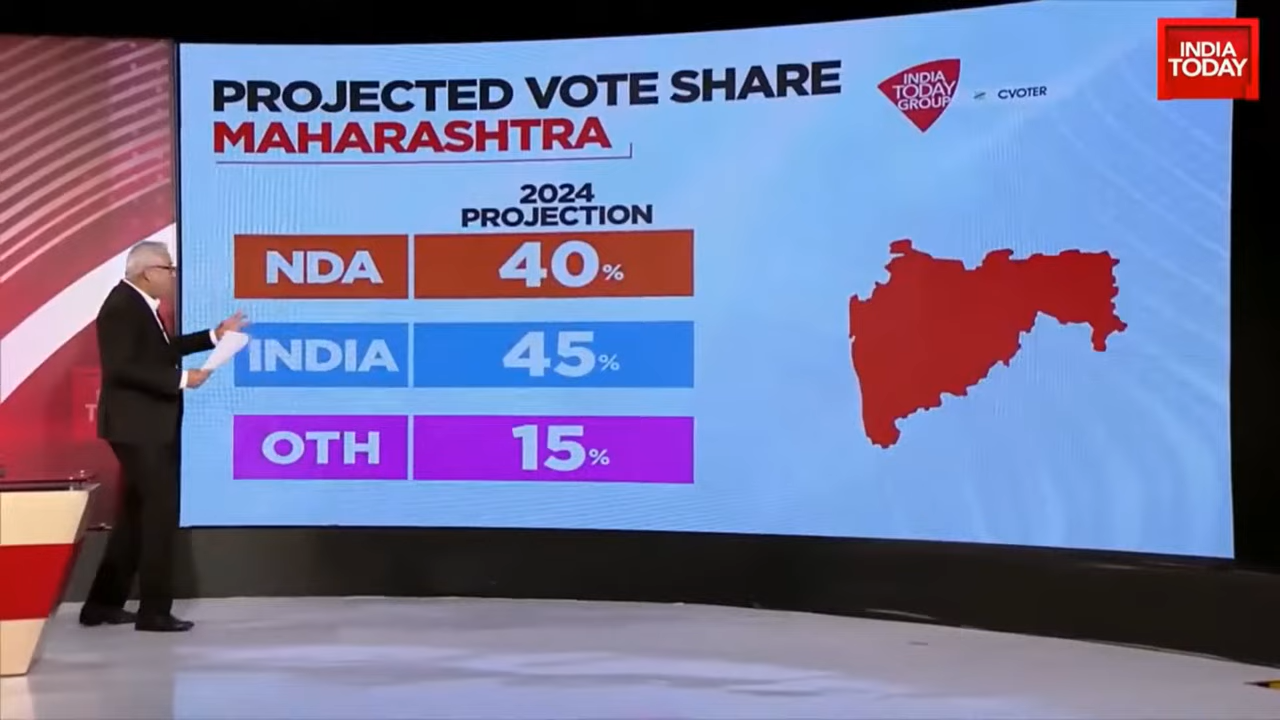 PROJECTED VOTE SHARE
MAHARASHTRA
INDIA
TODAY
GROUP
CVOTER
INDIA
TODAY
2024
PROJECTION
NDA 40%
INDIA 45%
OTH 15%